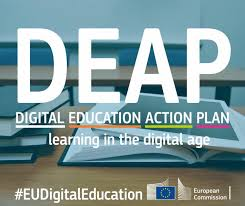 DEAP
DIGITAL EDUCATION ACTION PLAN
learning in the digital age
#EUDigitalEducation
European
Commission